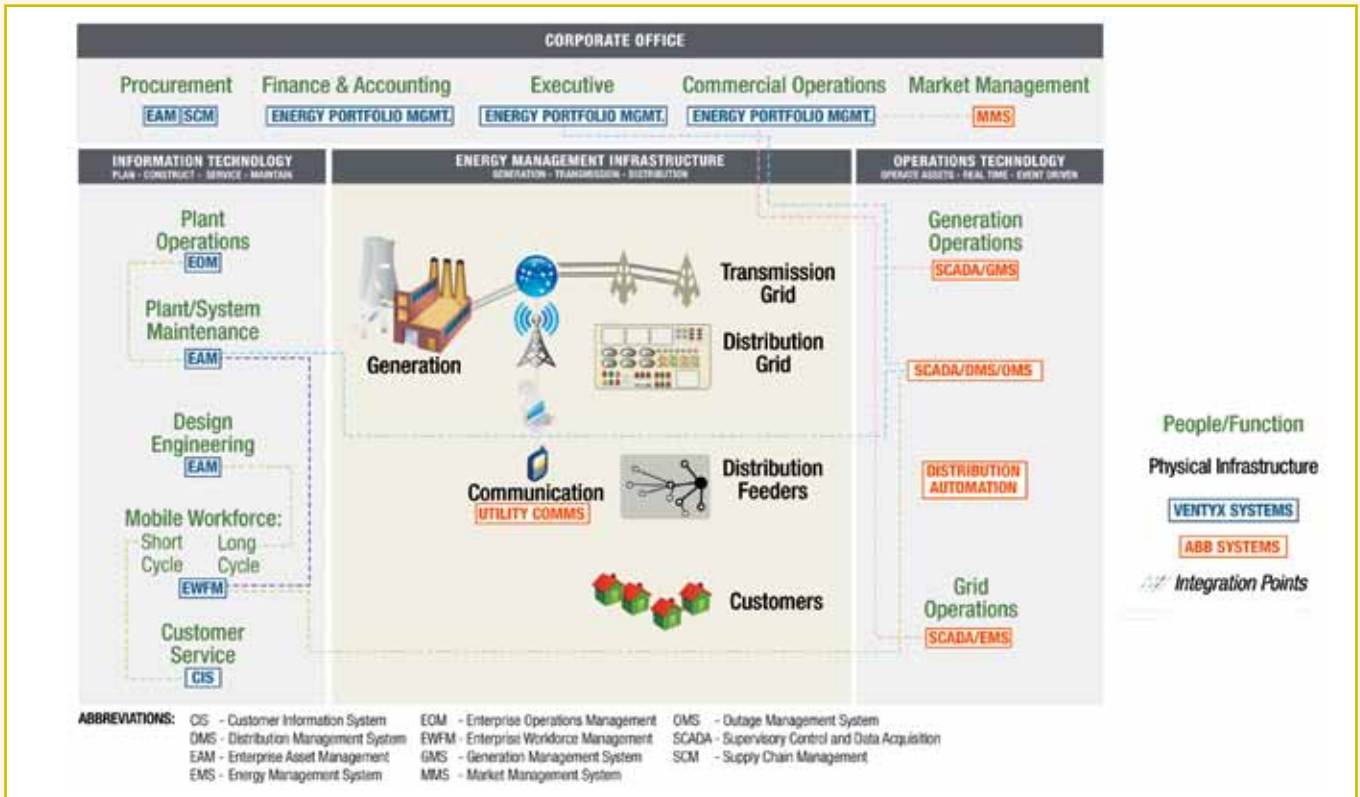 CORPORATE OFFICE
Procurement
EAM SCM
Finance & Accounting
ENERGY PORTFOLIO MGMT.
Executive
ENERGY PORTFOLIO MGMT.
Commercial Operations
ENERGY PORTFOLIO MGMT.
Market Management
MMS
INFORMATION TECHNOLOGY
PLAN - CONSTRUCT - SERVICE - MAINTAIN
Plant
Operations
EOM
Plant/System
Maintenance
EAM
Design
Engineering
EAM
Mobile Workforce:
Short
Cycle
Long
Cycle
EWFM
Customer
Service
CIS
ENERGY MANAGEMENT INFRASTRUCTURE
GENERATION - TRANSMISSION - DISTRIBUTION
Generation
Transmission
Grid
Distribution
Grid
Communication
UTILITY COMMS
Distribution
Feeders
Customers
OPERATIONS TECHNOLOGY
OPERATE ASSETS - REAL TIME - EVENT DRIVEN
Generation
Operations
SCADA/GMS
SCADA/DMS/OMS
DISTRIBUTION
AUTOMATION
Grid
Operations
SCADA/EMS
People/Function
Physical Infrastructure
VENTYX SYSTEMS
ABB SYSTEMS
Integration Points
ABBREVIATIONS:
CIS - Customer Information System
DMS - Distribution Management System
EAM - Enterprise Asset Management
EMS - Energy Management System
EOM - Enterprise Operations Management
EWFM - Enterprise Workforce Management
GMS - Generation Management System
MMS - Market Management System
OMS - Outage Management System
SCADA - Supervisory Control and Data Acquisition
SCM - Supply Chain Management